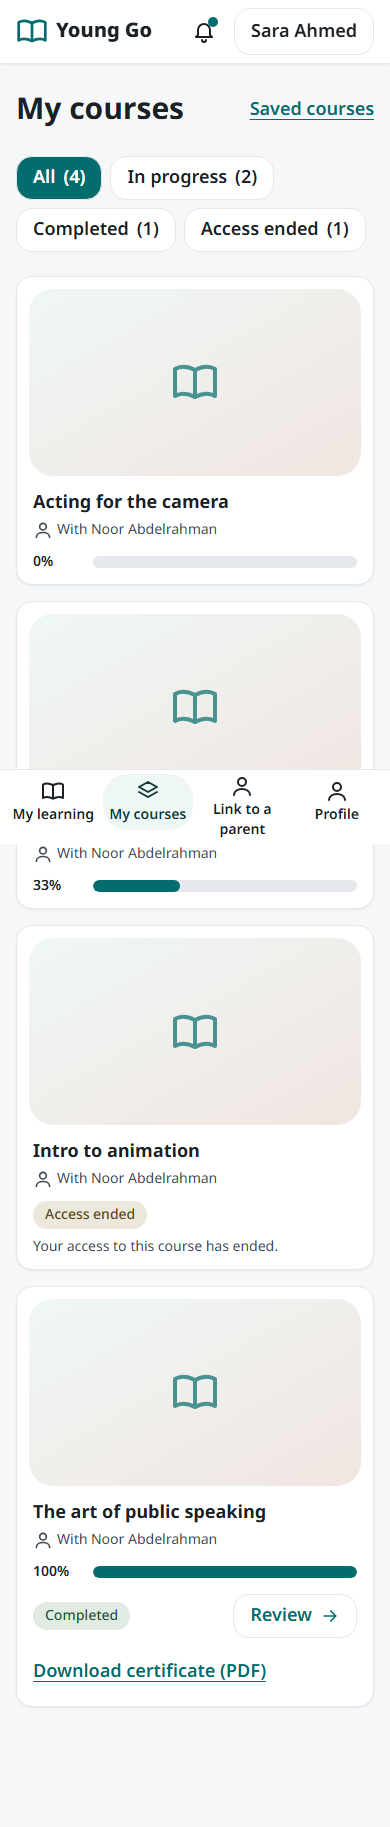 Young Go
Sara Ahmed
My courses
Saved courses
All (4)
In progress (2)
Completed (1)
Access ended (1)
Acting for the camera
With Noor Abdelrahman
0%
My learning
My courses
Link to a
parent
Profile
With Noor Abdelrahman
33%
Intro to animation
With Noor Abdelrahman
Access ended
Your access to this course has ended.
The art of public speaking
With Noor Abdelrahman
100%
Completed
Review
Download certificate (PDF)